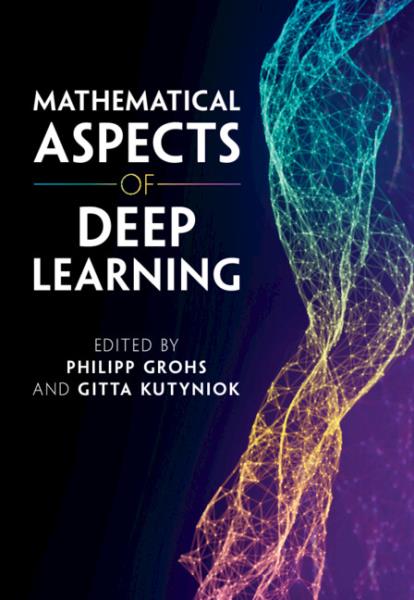 MATHEMATICAL
ASPECTS
OF
DEEP
LEARNING
EDITED BY
PHILIPP GROHS
AND GITTA KUTYNIOK